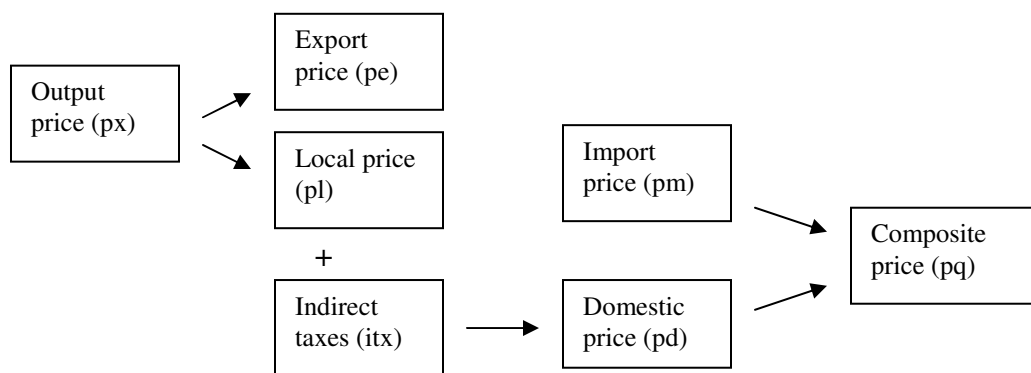 Output
price (px)
Export
price (pe)
Local price
(pl)
+
Indirect
taxes (itx)
Import
price (pm)
Domestic
price (pd)
Composite
price (pq)